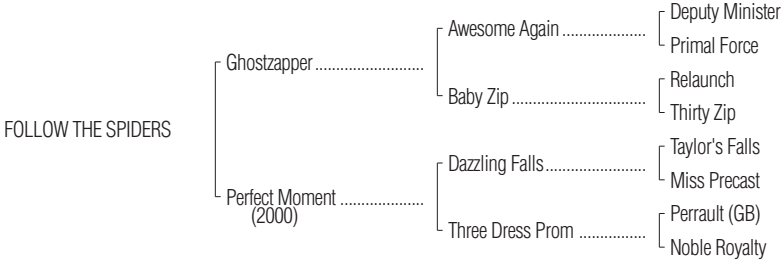 Deputy Minister
Awesome Again ....................
Primal Force
Ghostzapper ..........................
Relaunch
Baby Zip ................................
Thirty Zip
FOLLOW THE SPIDERS
Taylor's Falls
Dazzling Falls........................
Miss Precast
Perfect Moment ....................
(2000)
Perrault (GB)
Three Dress Prom ................
Noble Royalty